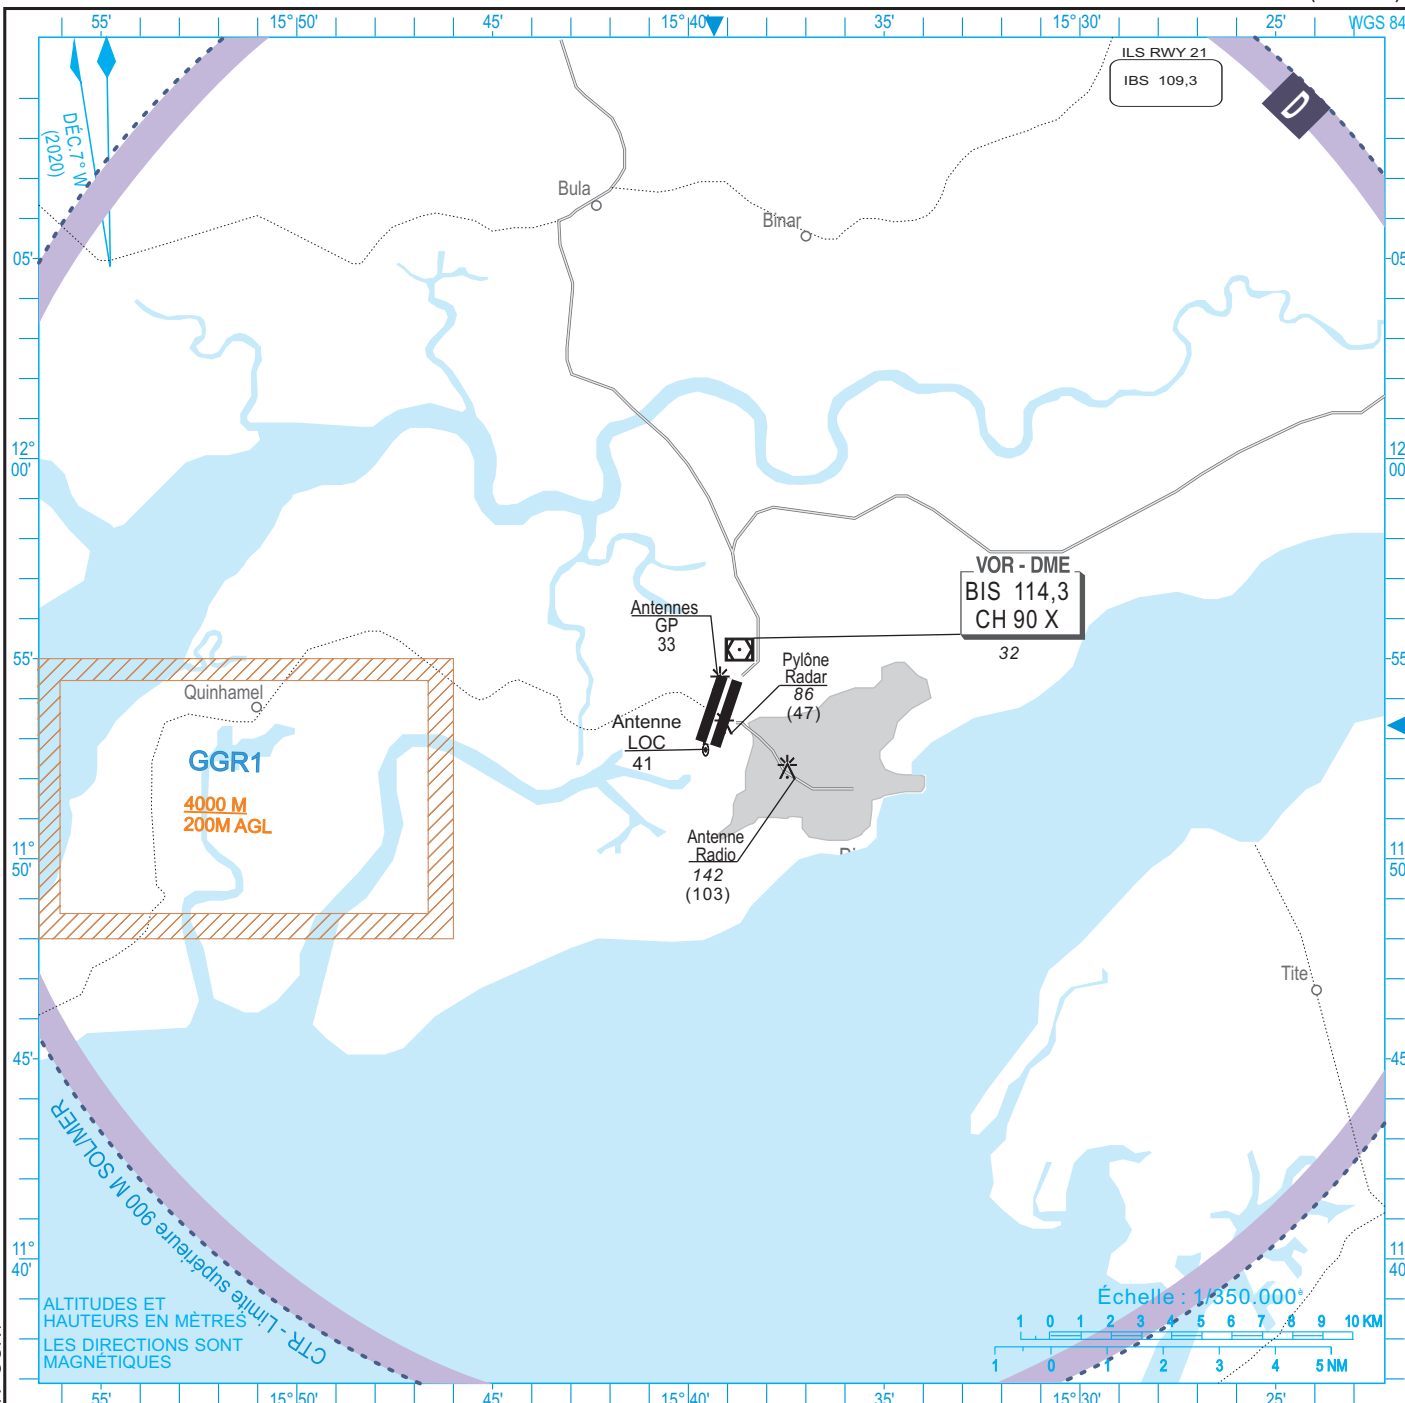 55'
15° 50'
45'
15° 40'
35'
15° 30'
25'
WGS 84
ILS RWY 21
IBS 109,3
D
DÉC.7° W
(2020)
Bula
Binar
05'
05
12°
00'
12
00
VOR - DME
BIS 114,3
CH 90 X
32
Antennes
GP
33
Pylône
Radar
86
(47)
55'
55
Quinhamel
Antenne
LOC
41
GGR1
4000 M
200M AGL
Antenne
Radio
142
(103)
11°
50'
11
50
Tite
45'
45
CTR - Limite supérieure 900 M SOL/MER
11°
40'
11
40
ALTITUDES ET
HAUTEURS EN MÈTRES
LES DIRECTIONS SONT
MAGNÉTIQUES
Échelle : 1/350.000°
1 0 1 2 3 4 5 6 7 8 9 10 KM
1 0 1 2 3 4 5 NM
55'
15° 50'
45'
15° 40'
35'
15° 30'
25'